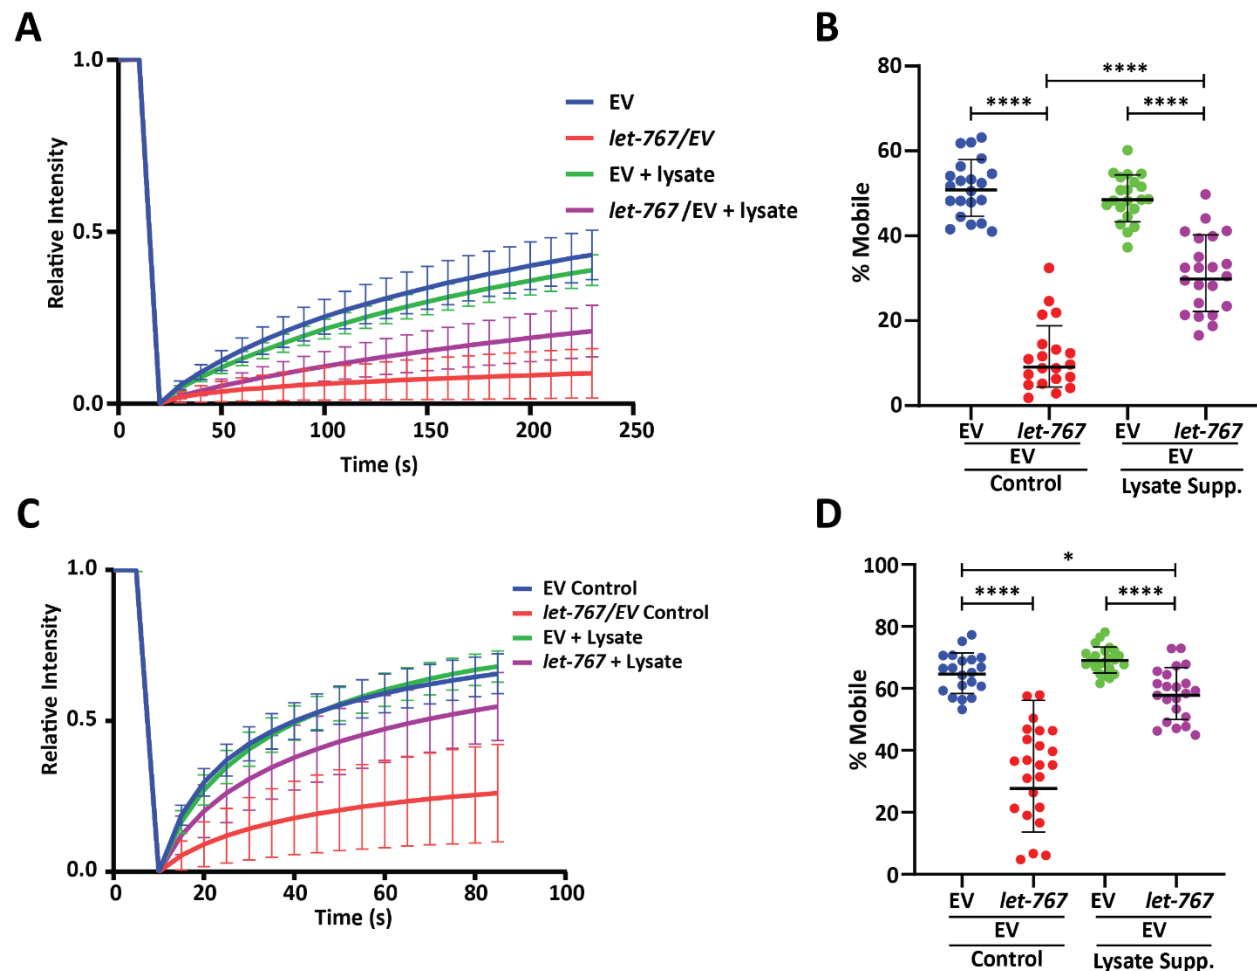 A
1.0
0.5
0.0
Relative Intensity
0
50
100
150
200
250
Time (s)
EV
let-767/EV
EV + lysate
let-767/EV + lysate
B
80
60
40
20
0
% Mobile
****
**** ****
EV let-767 EV let-767
EV EV
Control Lysate Supp.
C
1.0
0.5
0.0
Relative Intensity
0
20
40
60
80
100
Time (s)
EV Control
let-767/EV Control
EV + Lysate
let-767 + Lysate
D
100
80
60
40
20
0
% Mobile
*
**** ****
EV let-767 EV let-767
EV EV
Control Lysate Supp.